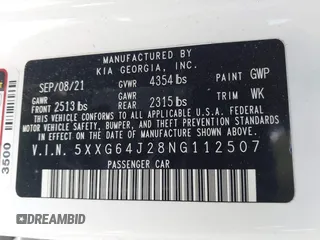 MANUFACTURED BY
KIA GEORGIA, INC.
SEP/08/21 GVWR 4354 lbs PAINT GWP
GAWR FRONT 2513 lbs GAWR REAR 2315 lbs TRIM WK
THIS VEHICLE CONFORMS TO ALL APPLICABLE FEDERAL
MOTOR VEHICLE SAFETY, BUMPER, AND THEFT PREVENTION
STANDARDS IN EFFECT ON THE DATE OF MANUFACTURE SHOWN ABOVE.
V.I.N. 5XXG64J28NG112507
PASSENGER CAR
3500
DREAMBID